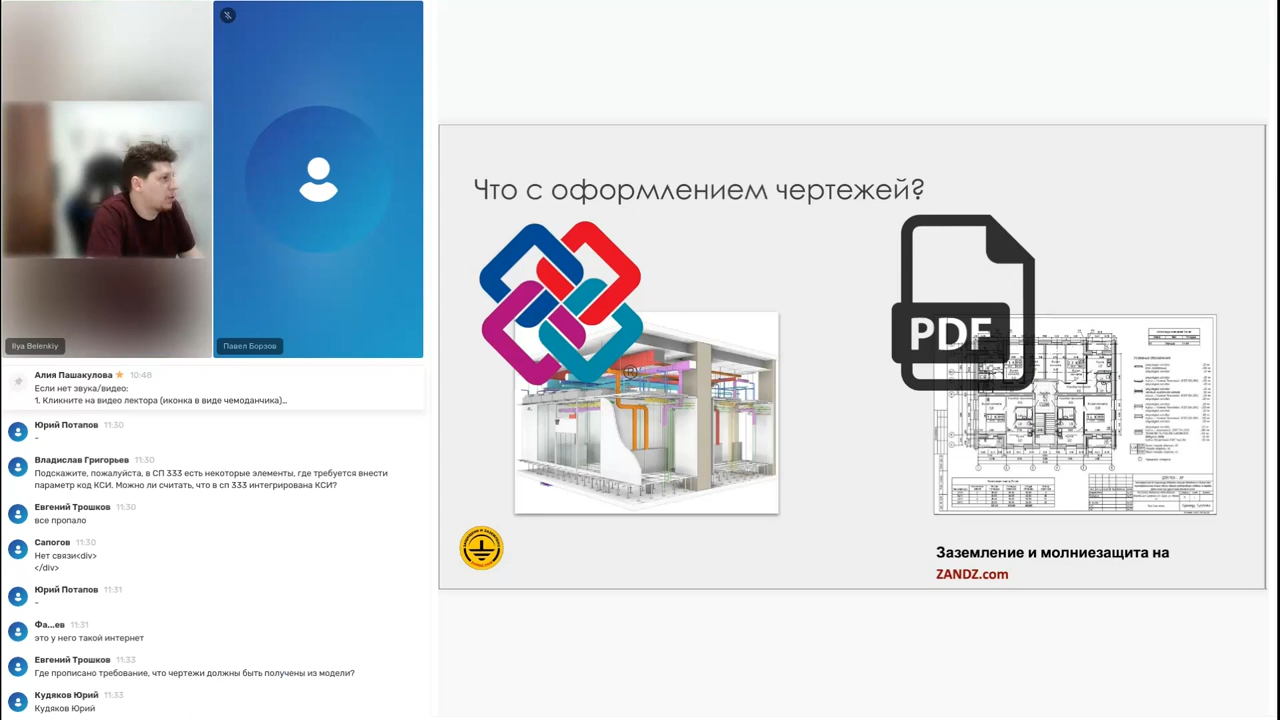 Ilya Belenkiy
Павел Борзов
Алия Пашакулова 10:48
Если нет звука/видео:
1. Кликните на видео лектора (иконка в виде чемоданчика)...
Юрий Потапов 11:30
-
Владислав Григорьев 11:30
Подскажите, пожалуйста, в СП 333 есть некоторые элементы, где требуется внести
параметр код КСИ. Можно ли считать, что в сп 333 интегрирована КСИ?
Евгений Трошков 11:30
все пропало
Сапогов 11:30
Нет связи<div>
</div>
Юрий Потапов 11:31
-
Фа...ев 11:31
это у него такой интернет
Евгений Трошков 11:33
Где прописано требование, что чертежи должны быть получены из модели?
Кудяков Юрий 11:33
Кудяков Юрий
Что с оформлением чертежей?
PDF
Заземление и молниезащита на
ZANDZ.com